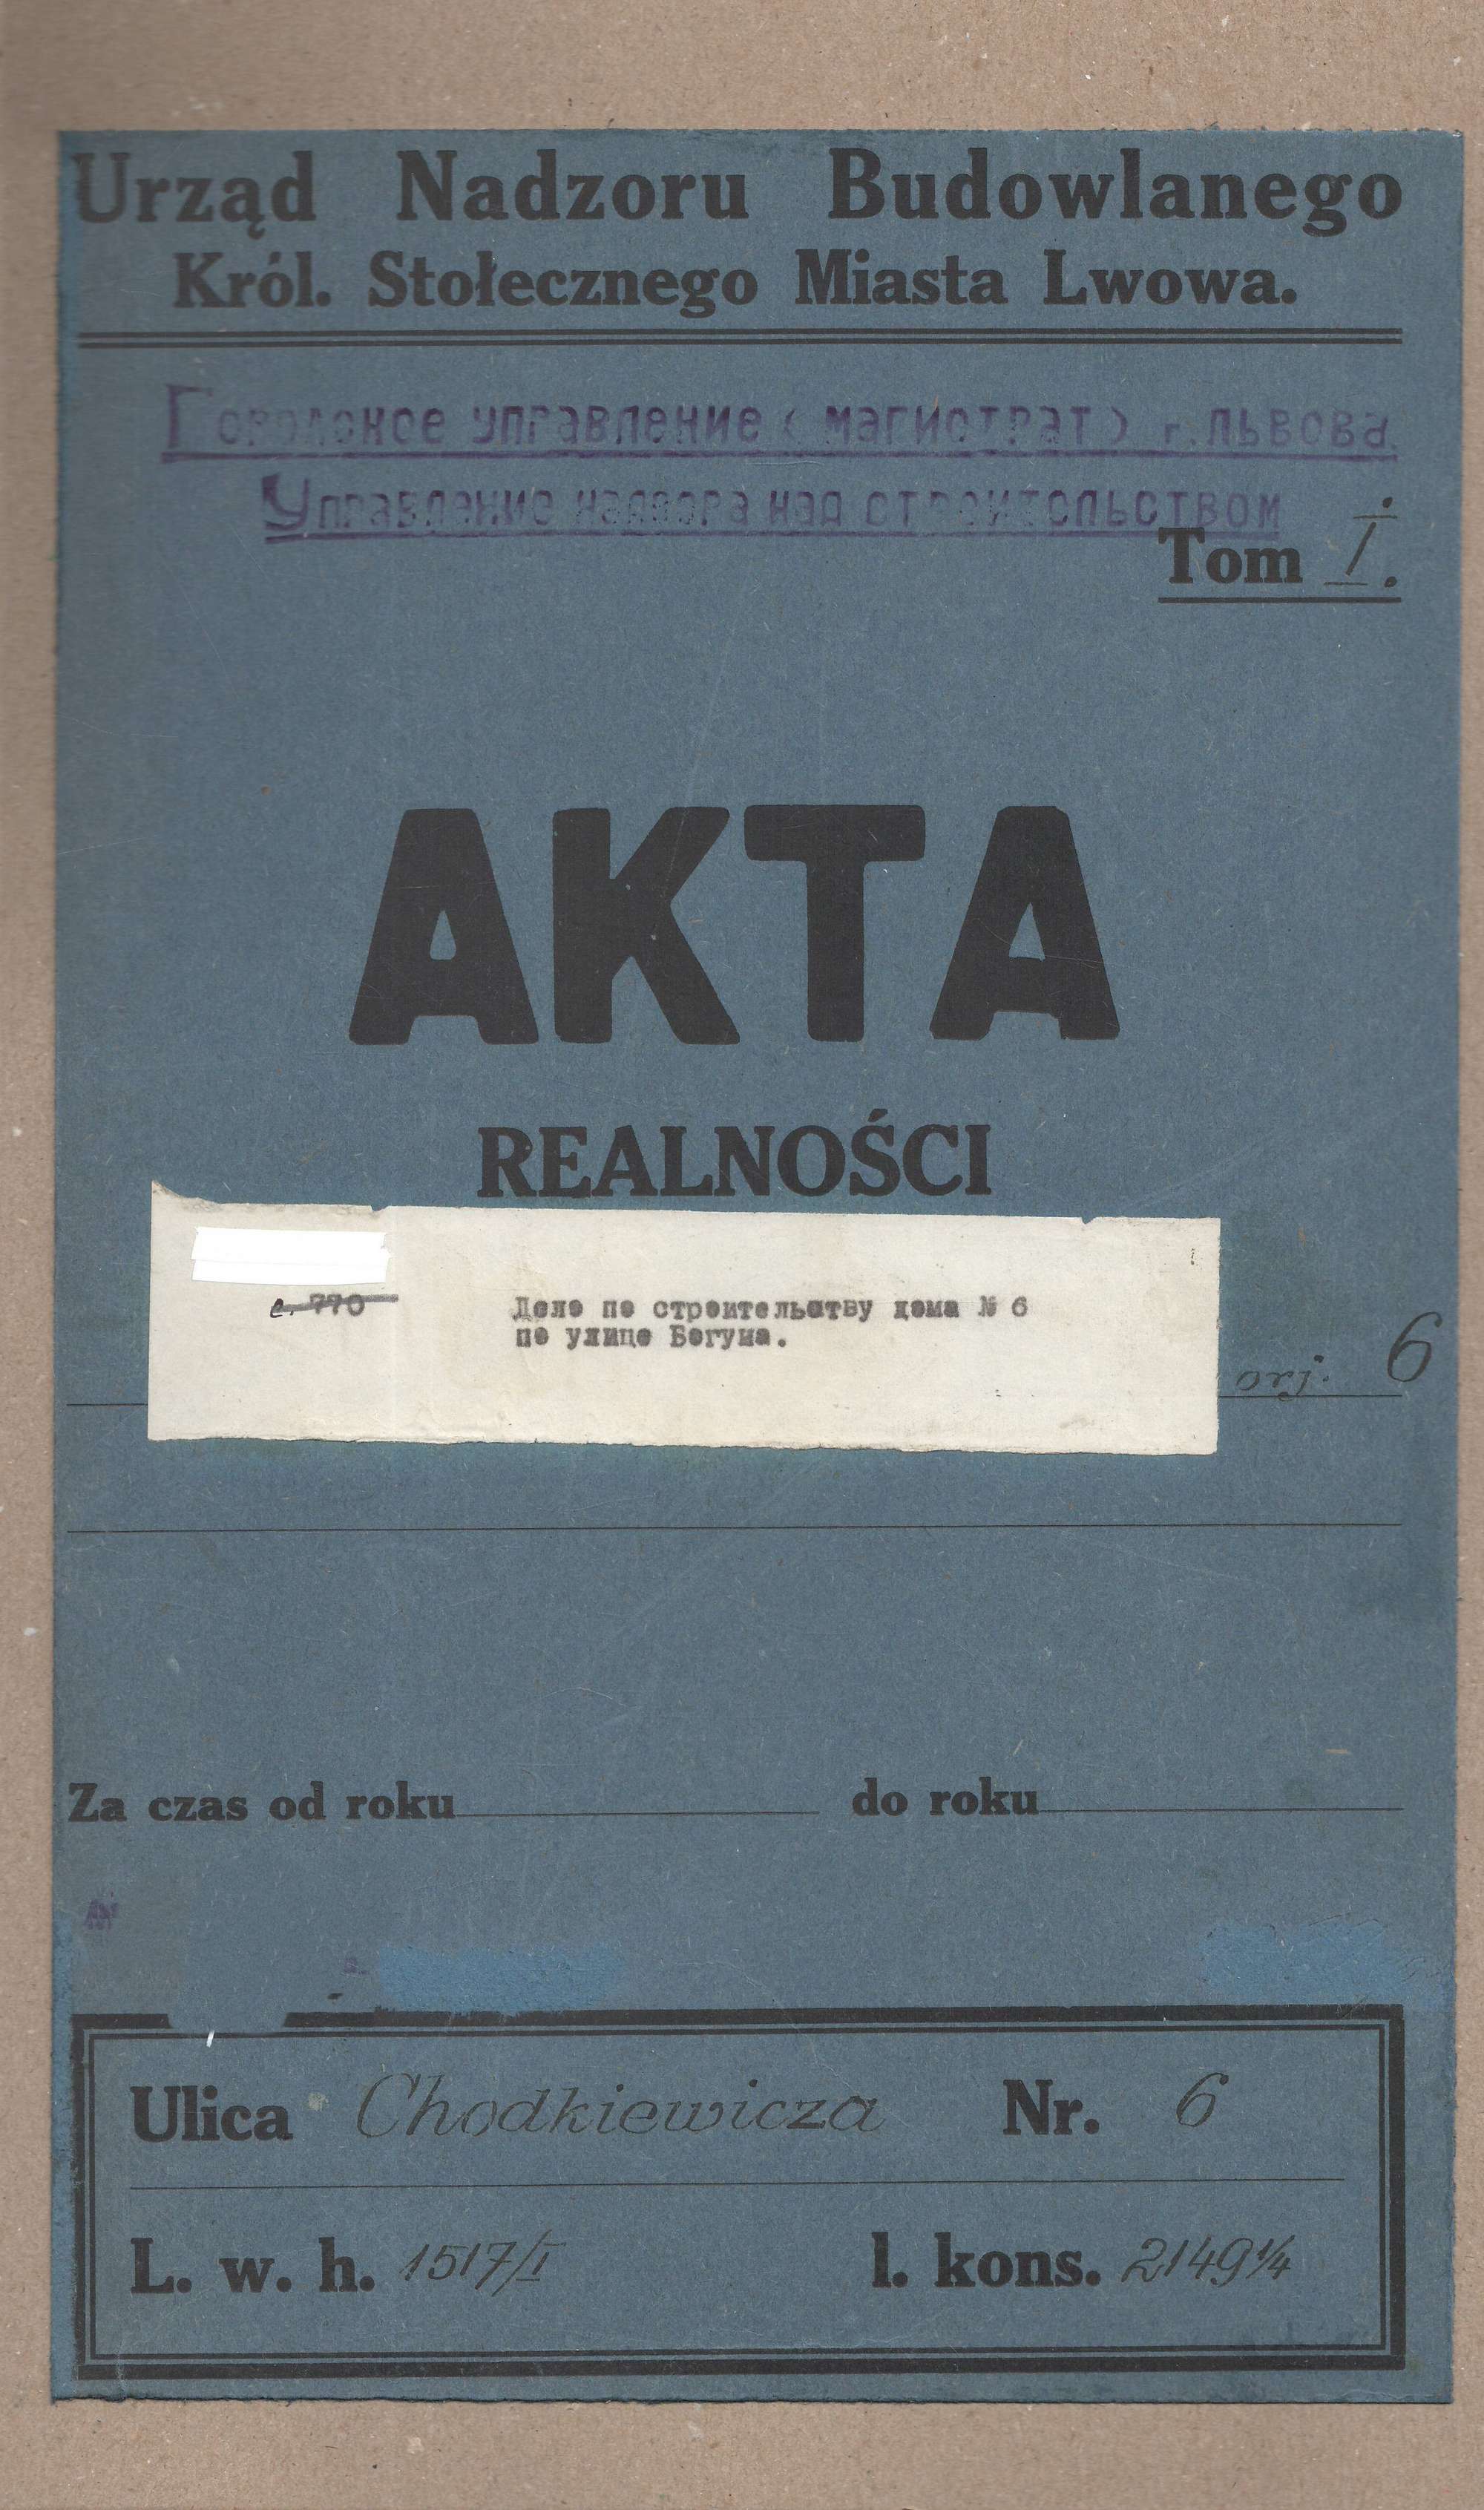 Urząd Nadzoru Budowlanego
Król. Stołecznego Miasta Lwowa.
Городское управление (магистрат) г. Львова
Управление надзора над строительством
Tom I.
AKTA
REALNOŚCI
с. 770
Дело по строительству дома № 6
по улице Богуна.
orj. 6
Za czas od roku do roku
Ulica Chodkiewicza Nr. 6
L. w. h. 1517/I l. kons. 2149 1/4